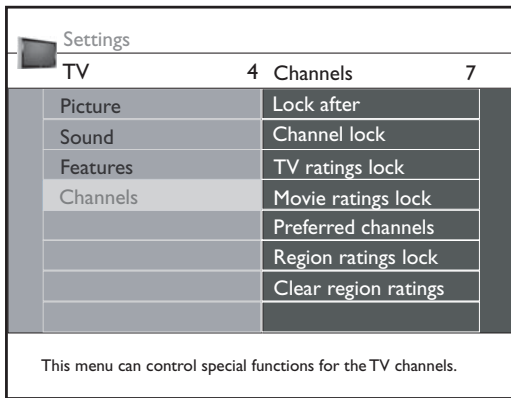 Settings
TV 4 Channels 7
Picture Lock after
Sound Channel lock
Features TV ratings lock
Channels Movie ratings lock
Preferred channels
Region ratings lock
Clear region ratings
This menu can control special functions for the TV channels.